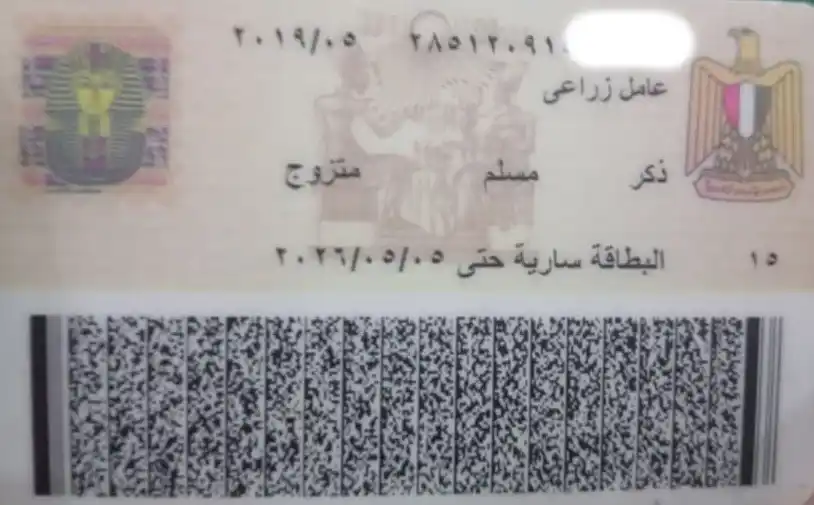 ٢٨٥١٢٠٩١ ٢٠١٩/٠٥
عامل زراعى
ذكر مسلم متزوج
١٥ البطاقة سارية حتى ٢٠٢٦/٠٥/٠٥